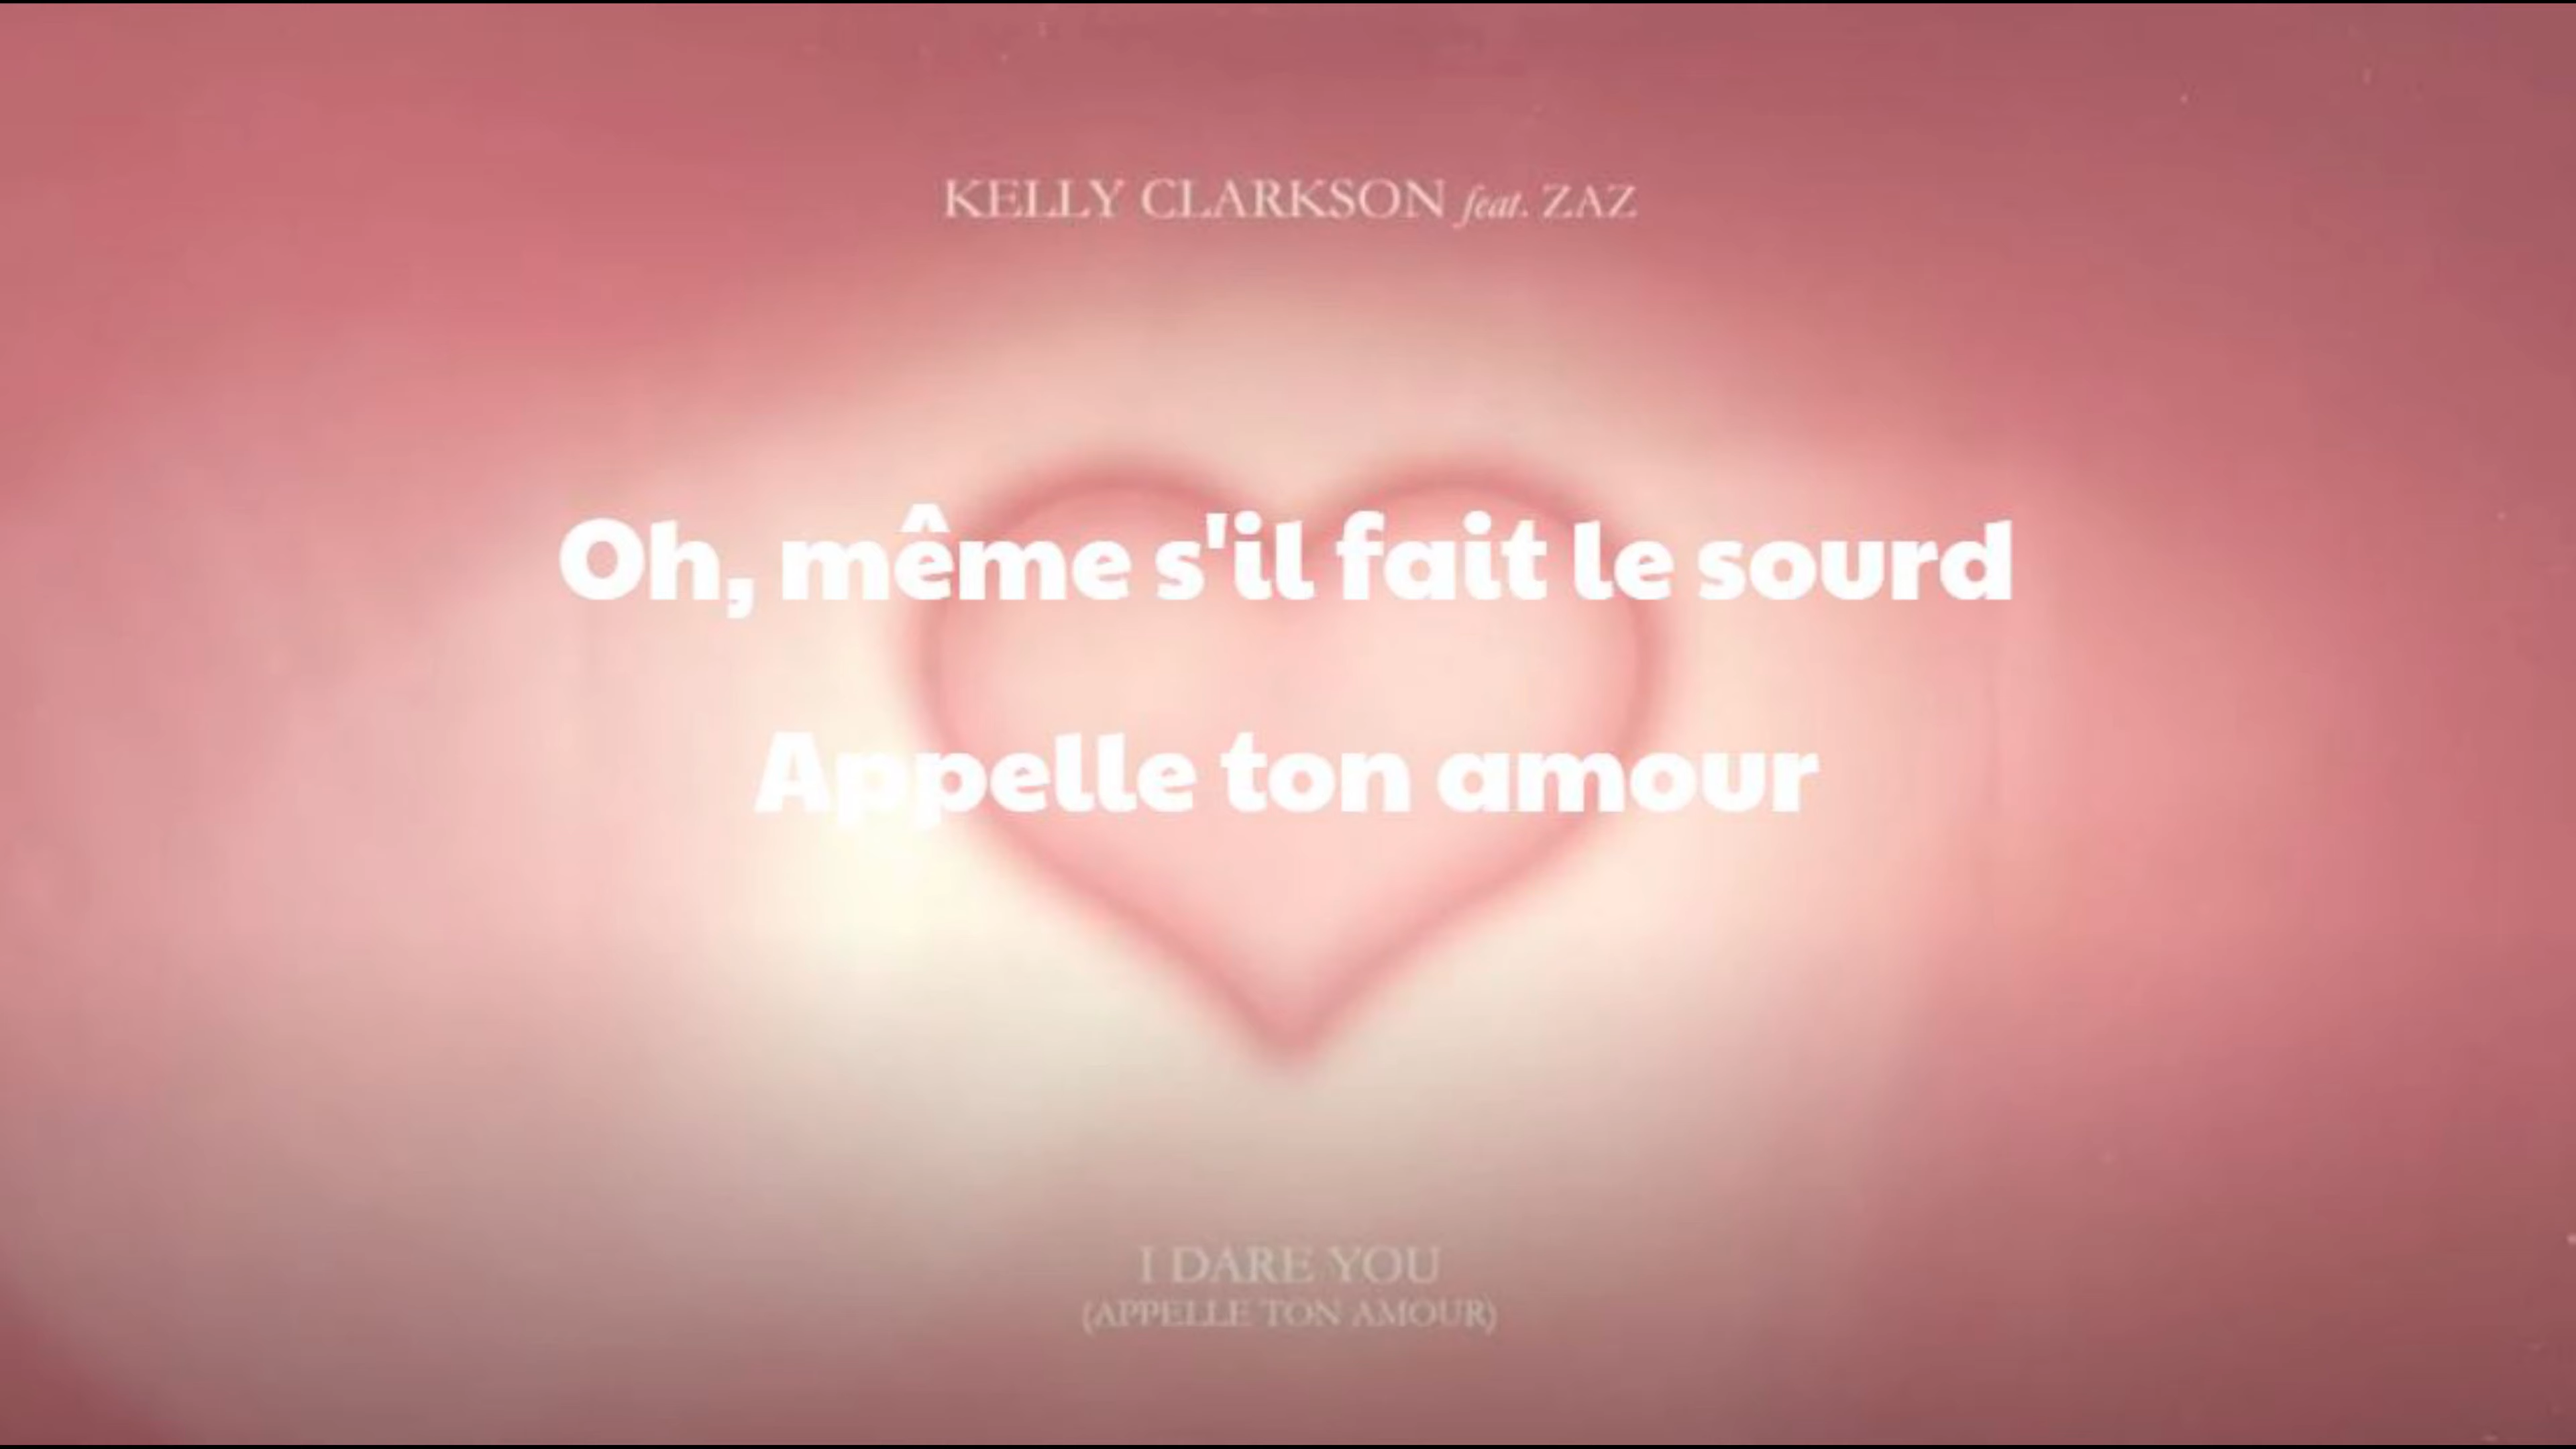 KELLY CLARKSON feat. ZAZ
Oh, même s'il fait le sourd
Appelle ton amour
I DARE YOU
(APPELLE TON AMOUR)